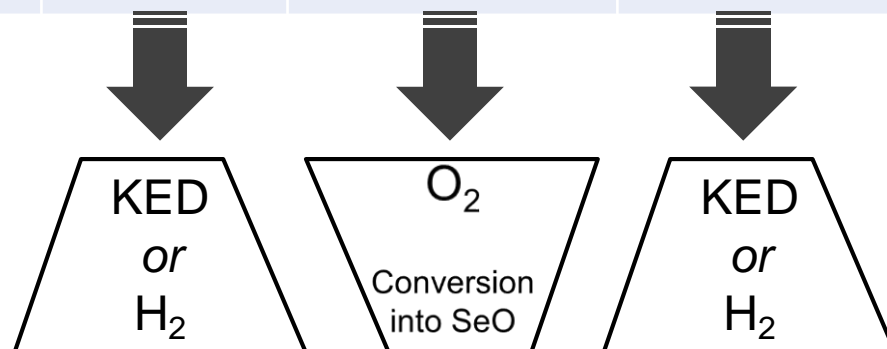 KED
or
H₂
O₂
Conversion
into SeO
KED
or
H₂